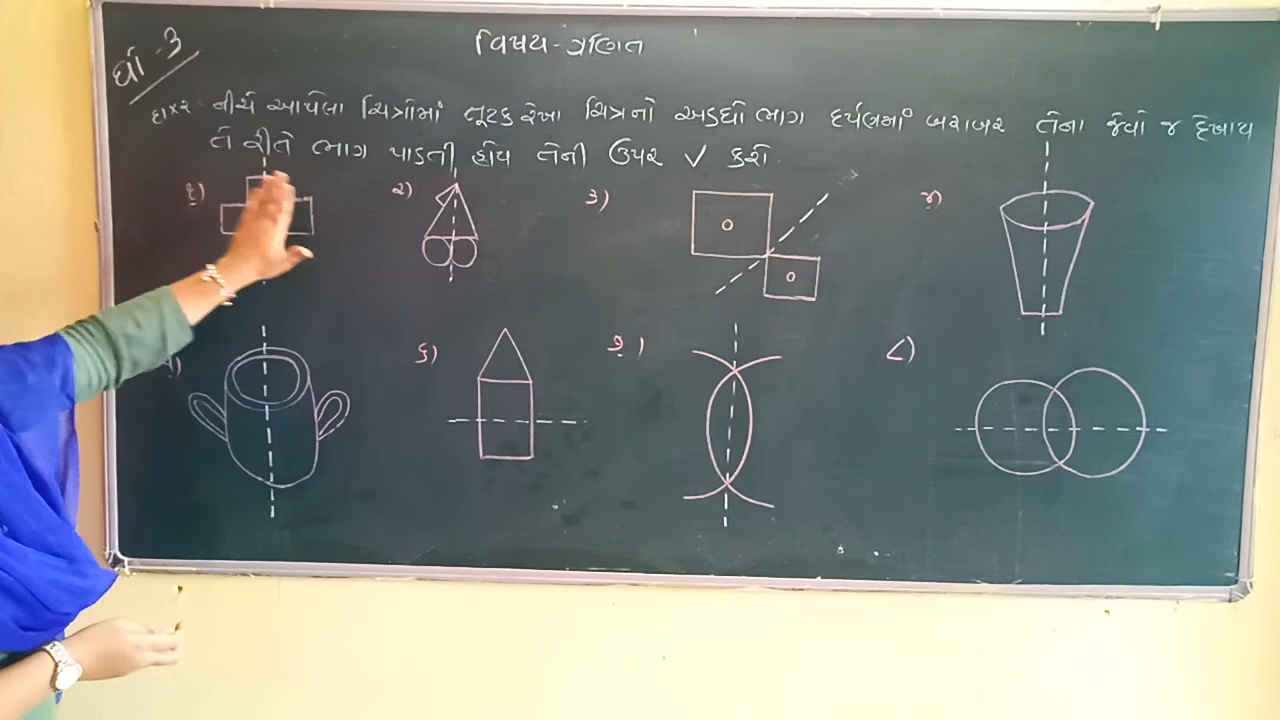 ધો - 3
વિષય - ગણિત
દા×ર નીચે આપેલા ચિત્રોમાં તૂટક રેખા ચિત્રનો અડધો ભાગ દર્પણમાં બરાબર તેના જેવો જ દેખાય
તે રીતે ભાગ પાડતી હોય તેની ઉપર ✓ કરો.
૧) ૨) ૩) ૪)
૫) ૬) ૭) ૮)